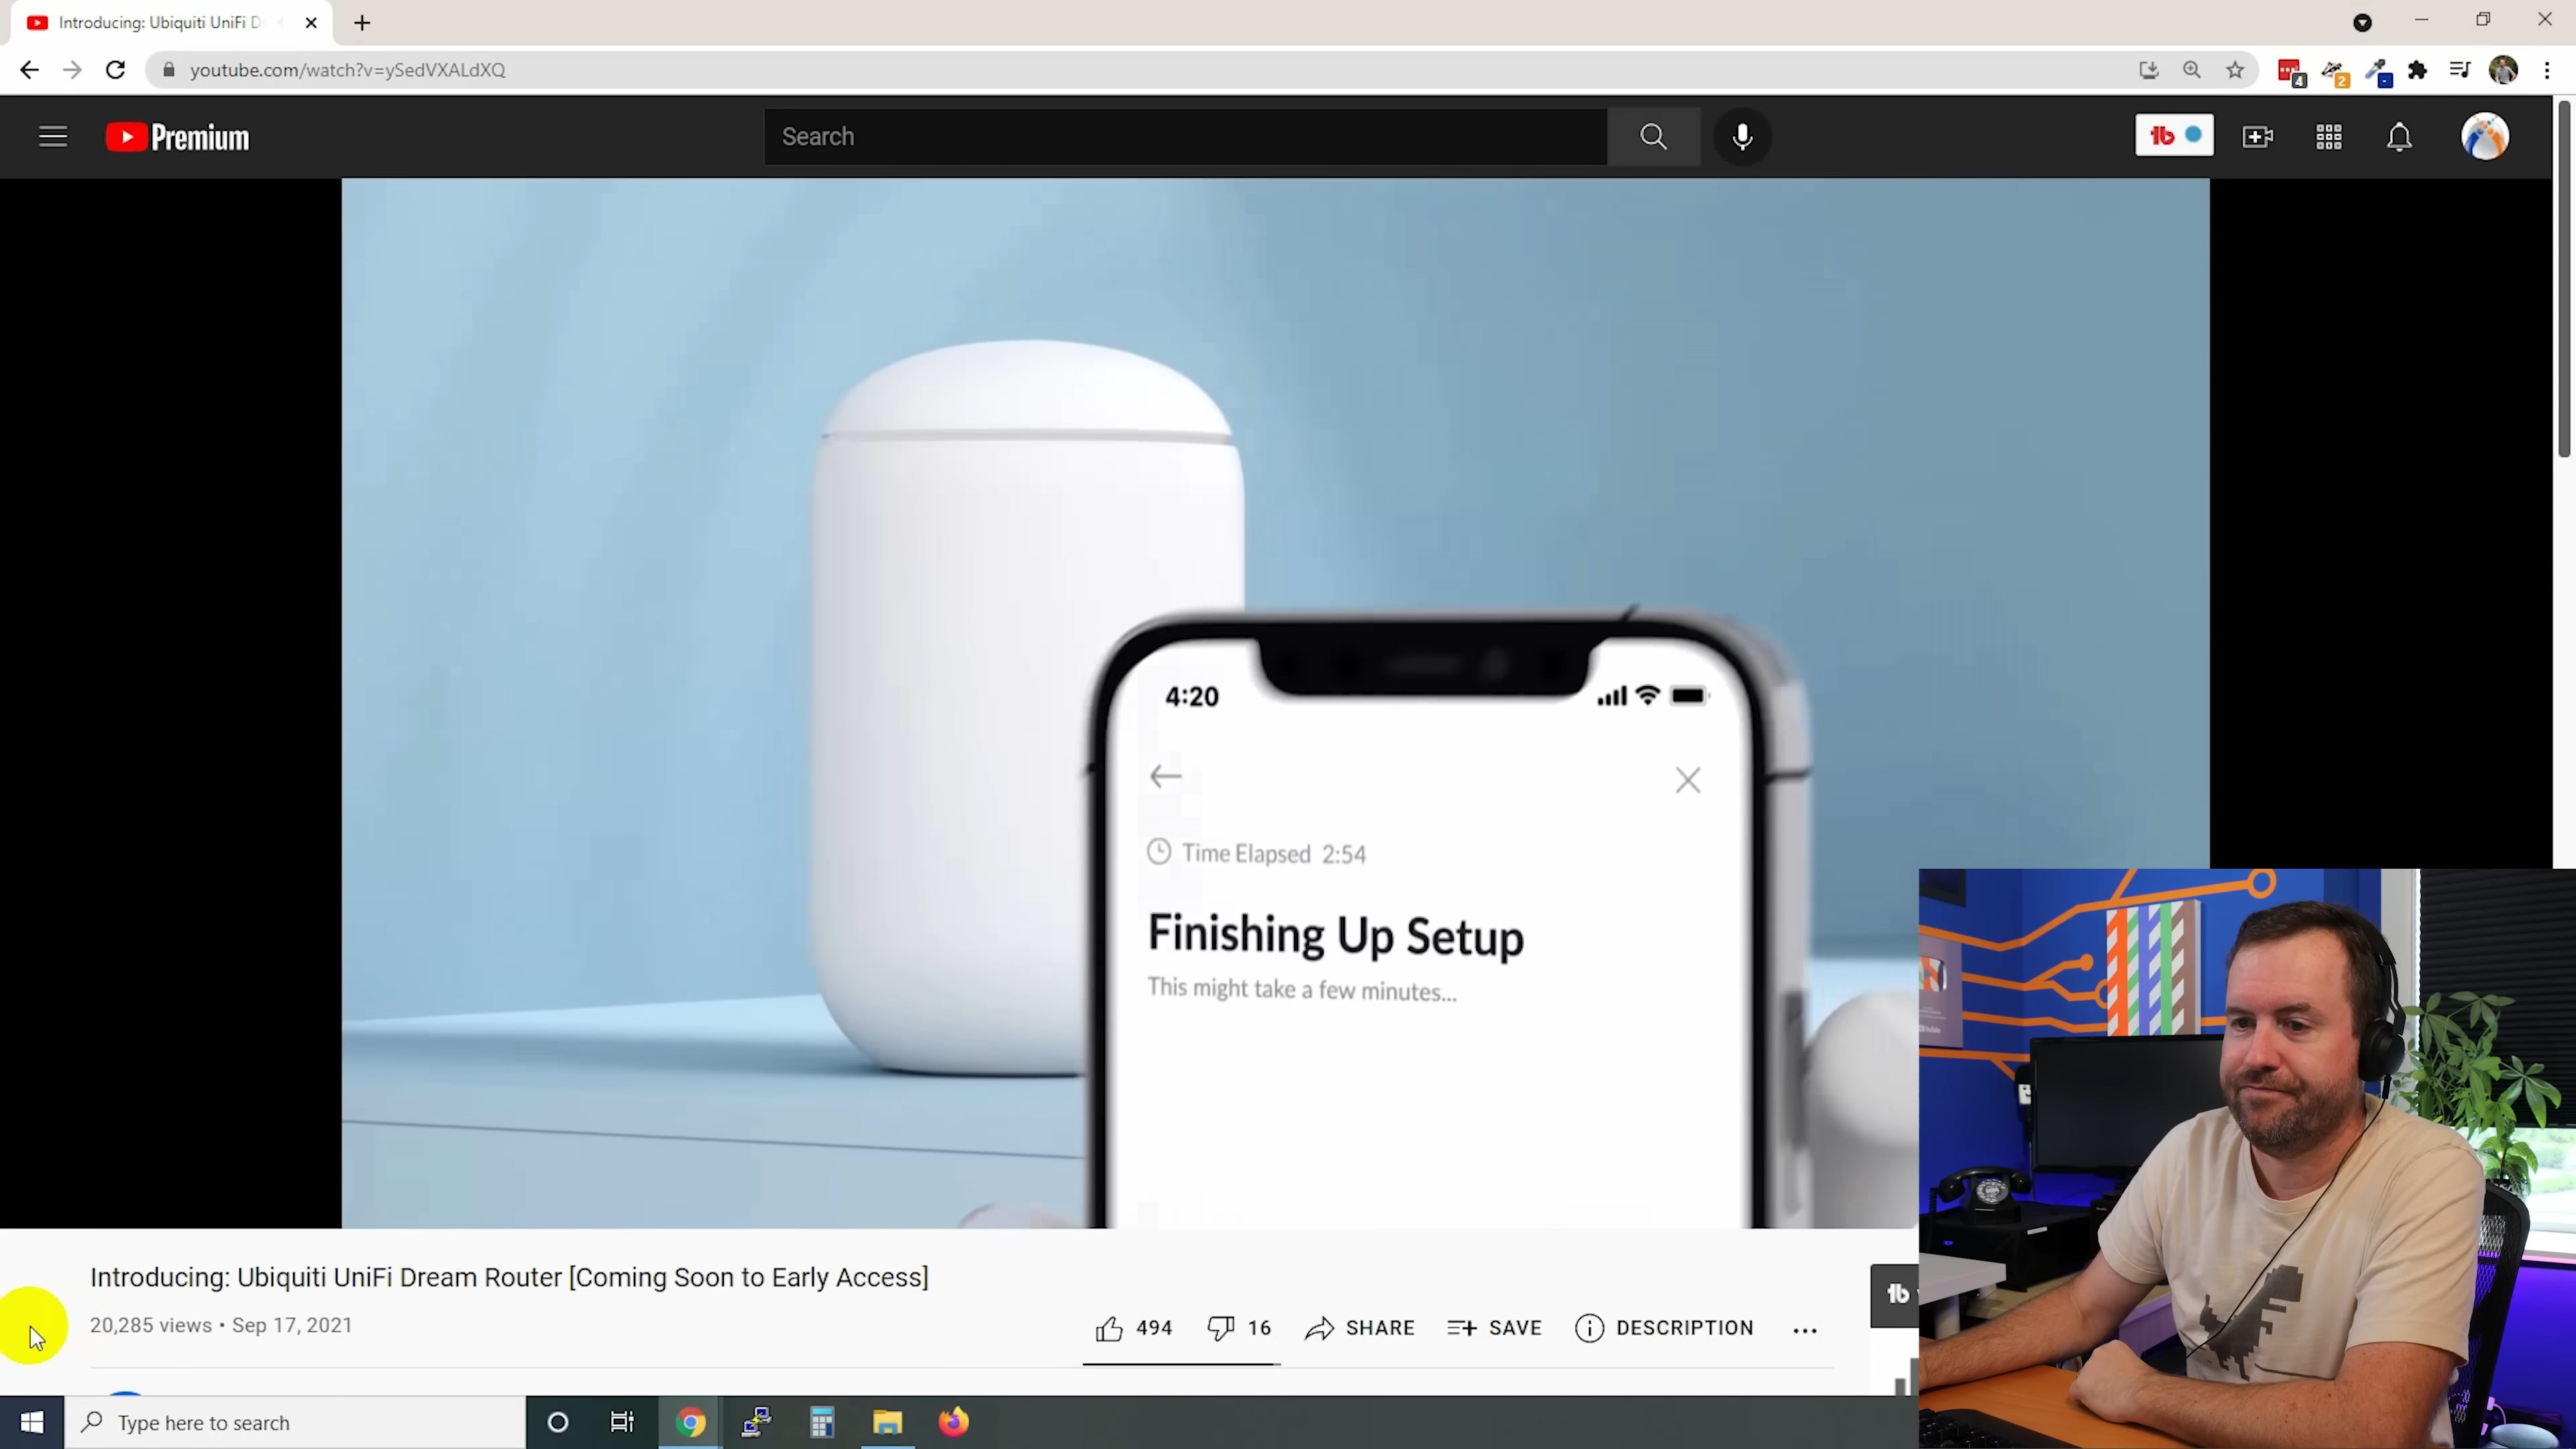 Introducing: Ubiquiti UniFi D
youtube.com/watch?v=ySedVXALdXQ
4
2
Premium
Search
4:20
Time Elapsed 2:54
Finishing Up Setup
This might take a few minutes...
Introducing: Ubiquiti UniFi Dream Router [Coming Soon to Early Access]
20,285 views • Sep 17, 2021
494
16
SHARE
SAVE
DESCRIPTION
Type here to search